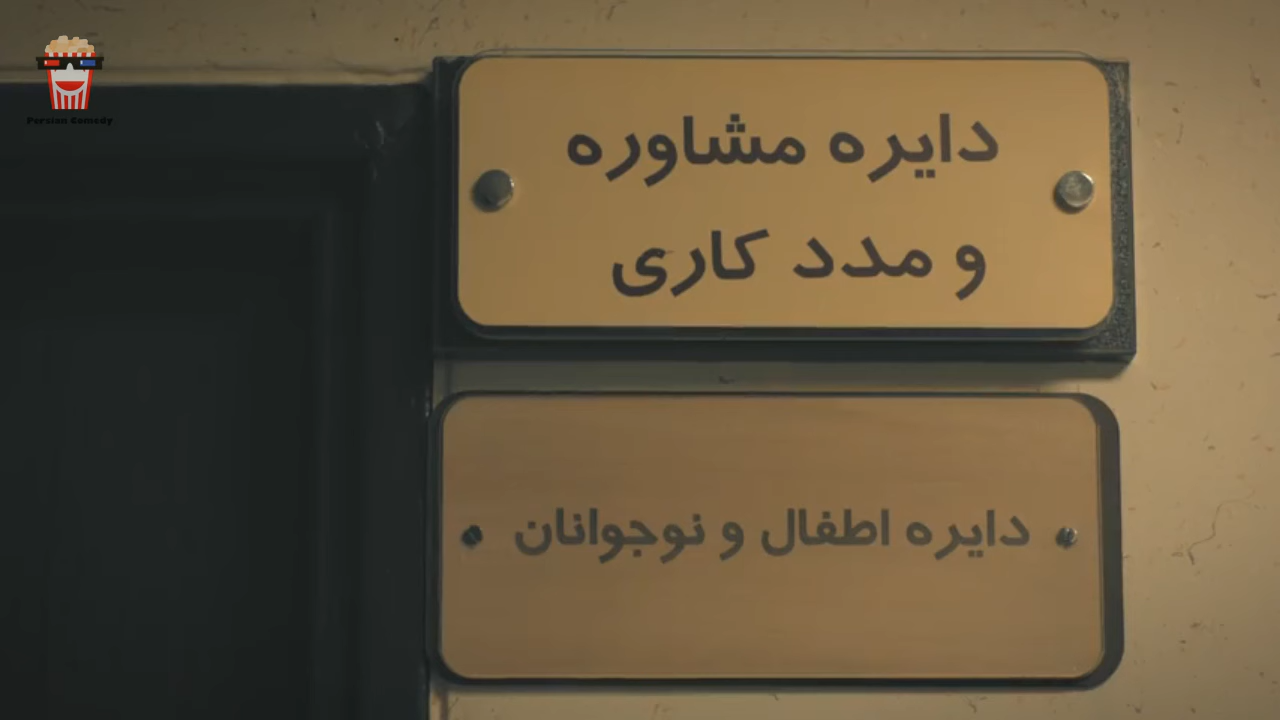 Persian Comedy
دایره مشاوره
و مدد کاری
دایره اطفال و نوجوانان